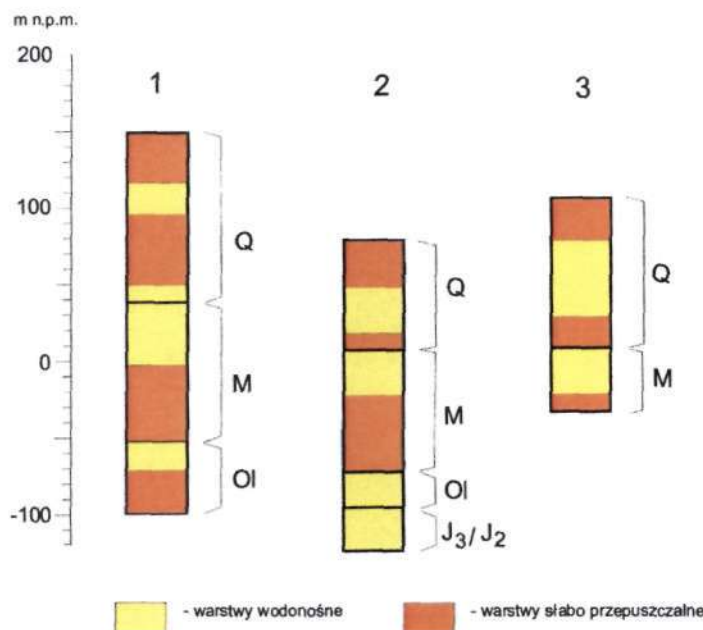 m n.p.m.
200
1
2
3
100
Q
Q
Q
0
M
M
M
Ol
Ol
-100
J3/J2
- warstwy wodonośne
- warstwy słabo przepuszczalne